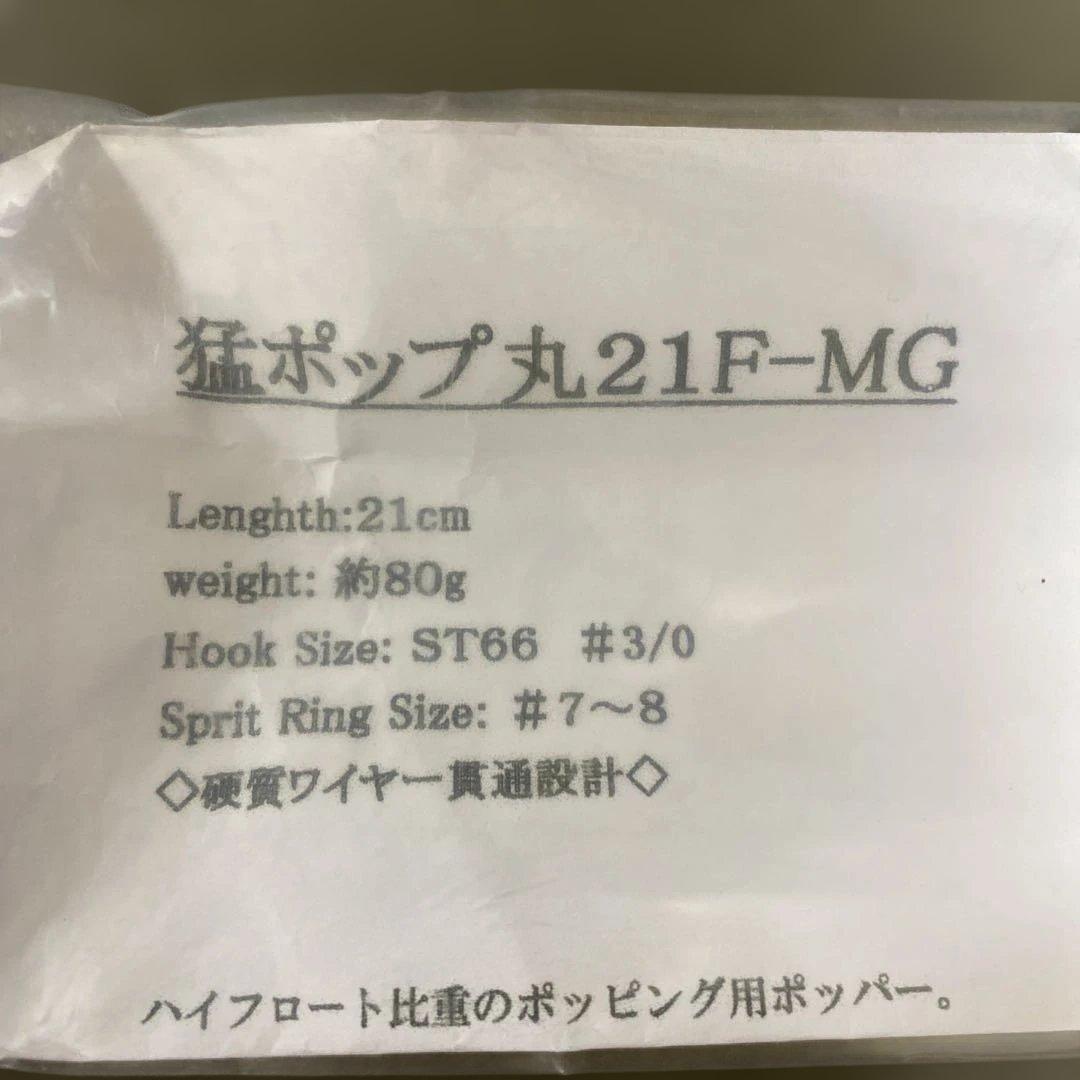 猛ポップ丸21F-MG
Lenghth:21cm
weight: 約80g
Hook Size: ST66 #3/0
Sprit Ring Size: #7～8
◇硬質ワイヤー貫通設計◇
ハイフロート比重のポッピング用ポッパー。